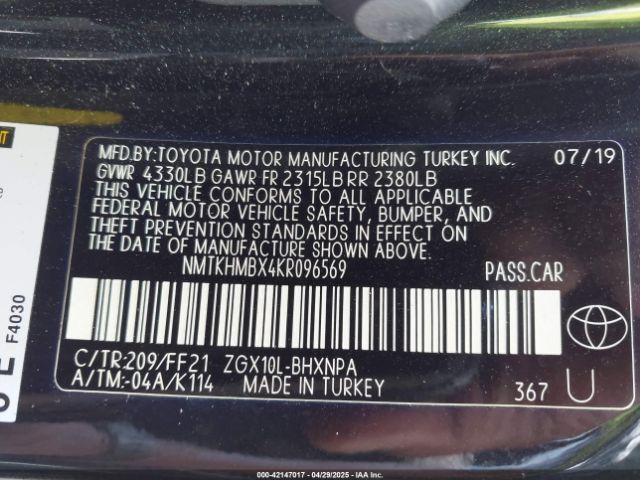 MFD.BY:TOYOTA MOTOR MANUFACTURING TURKEY INC. 07/19
GVWR 4330LB GAWR FR 2315LB RR 2380LB
THIS VEHICLE CONFORMS TO ALL APPLICABLE
FEDERAL MOTOR VEHICLE SAFETY, BUMPER, AND
THEFT PREVENTION STANDARDS IN EFFECT ON
THE DATE OF MANUFACTURE SHOWN ABOVE.
NMTKHMBX4KR096569 PASS.CAR
C/TR:209/FF21 ZGX10L-BHXNPA
A/TM:-04A/K114 MADE IN TURKEY 367 U
F4030
000-42147017 - 04/29/2025 - IAA Inc.